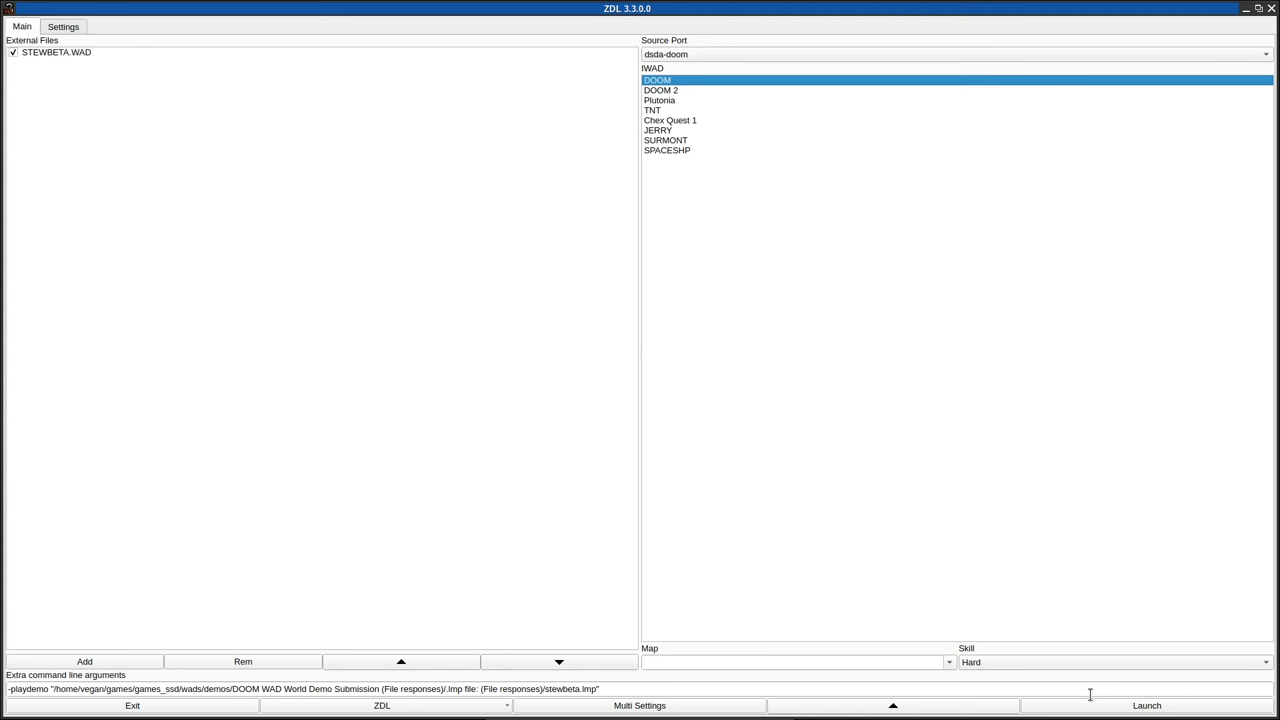 ZDL 3.3.0.0
Main
Settings
External Files
STEWBETA.WAD
Add
Rem
Source Port
dsda-doom
IWAD
DOOM
DOOM 2
Plutonia
TNT
Chex Quest 1
JERRY
SURMONT
SPACESHP
Map
Skill
Hard
Extra command line arguments
-playdemo "/home/vegan/games/games_ssd/wads/demos/DOOM WAD World Demo Submission (File responses)/.lmp file: (File responses)/stewbeta.lmp"
Exit
ZDL
Multi Settings
Launch